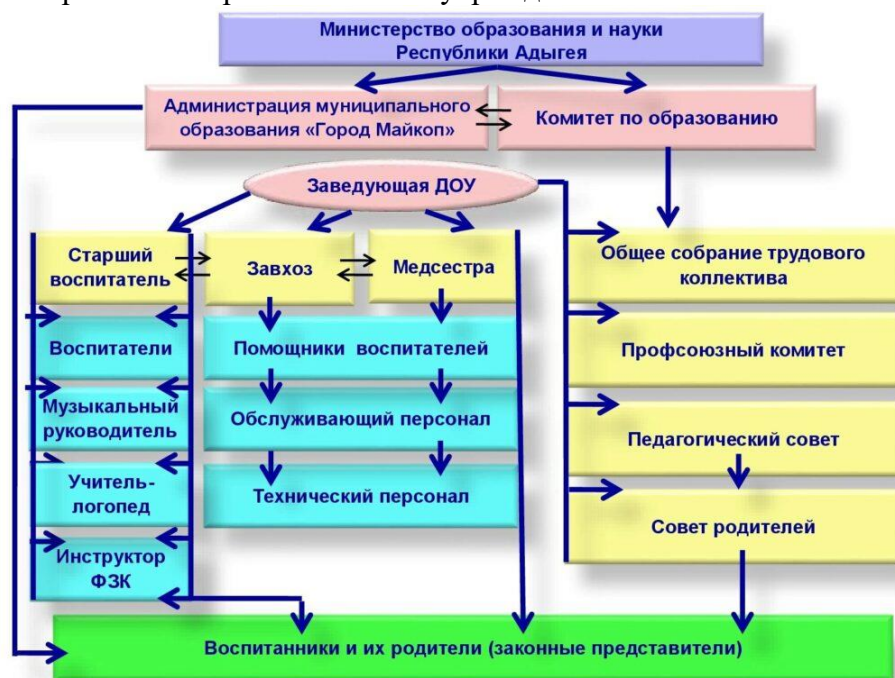 Министерство образования и науки
Республики Адыгея
Администрация муниципального
образования «Город Майкоп»
Комитет по образованию
Заведующая ДОУ
Старший
воспитатель
Завхоз
Медсестра
Общее собрание трудового
коллектива
Воспитатели
Помощники воспитателей
Профсоюзный комитет
Музыкальный
руководитель
Обслуживающий персонал
Педагогический совет
Учитель-
логопед
Технический персонал
Совет родителей
Инструктор
ФЗК
Воспитанники и их родители (законные представители)